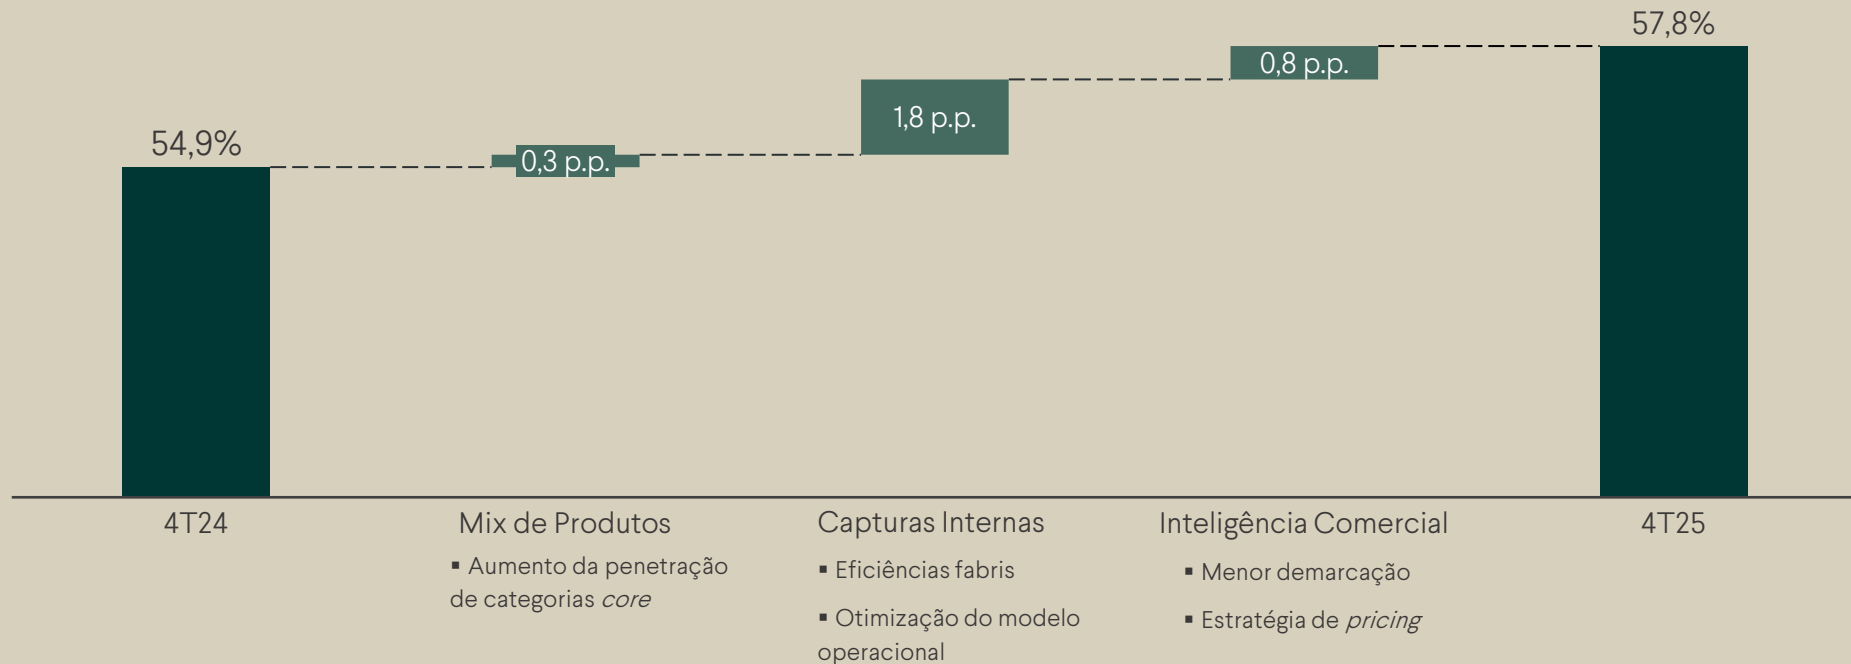 57,8%
0,8 p.p.
1,8 p.p.
54,9%
0,3 p.p.
4T24
Mix de Produtos
▪ Aumento da penetração
de categorias core
Capturas Internas
▪ Eficiências fabris
▪ Otimização do modelo
operacional
Inteligência Comercial
▪ Menor demarcação
▪ Estratégia de pricing
4T25